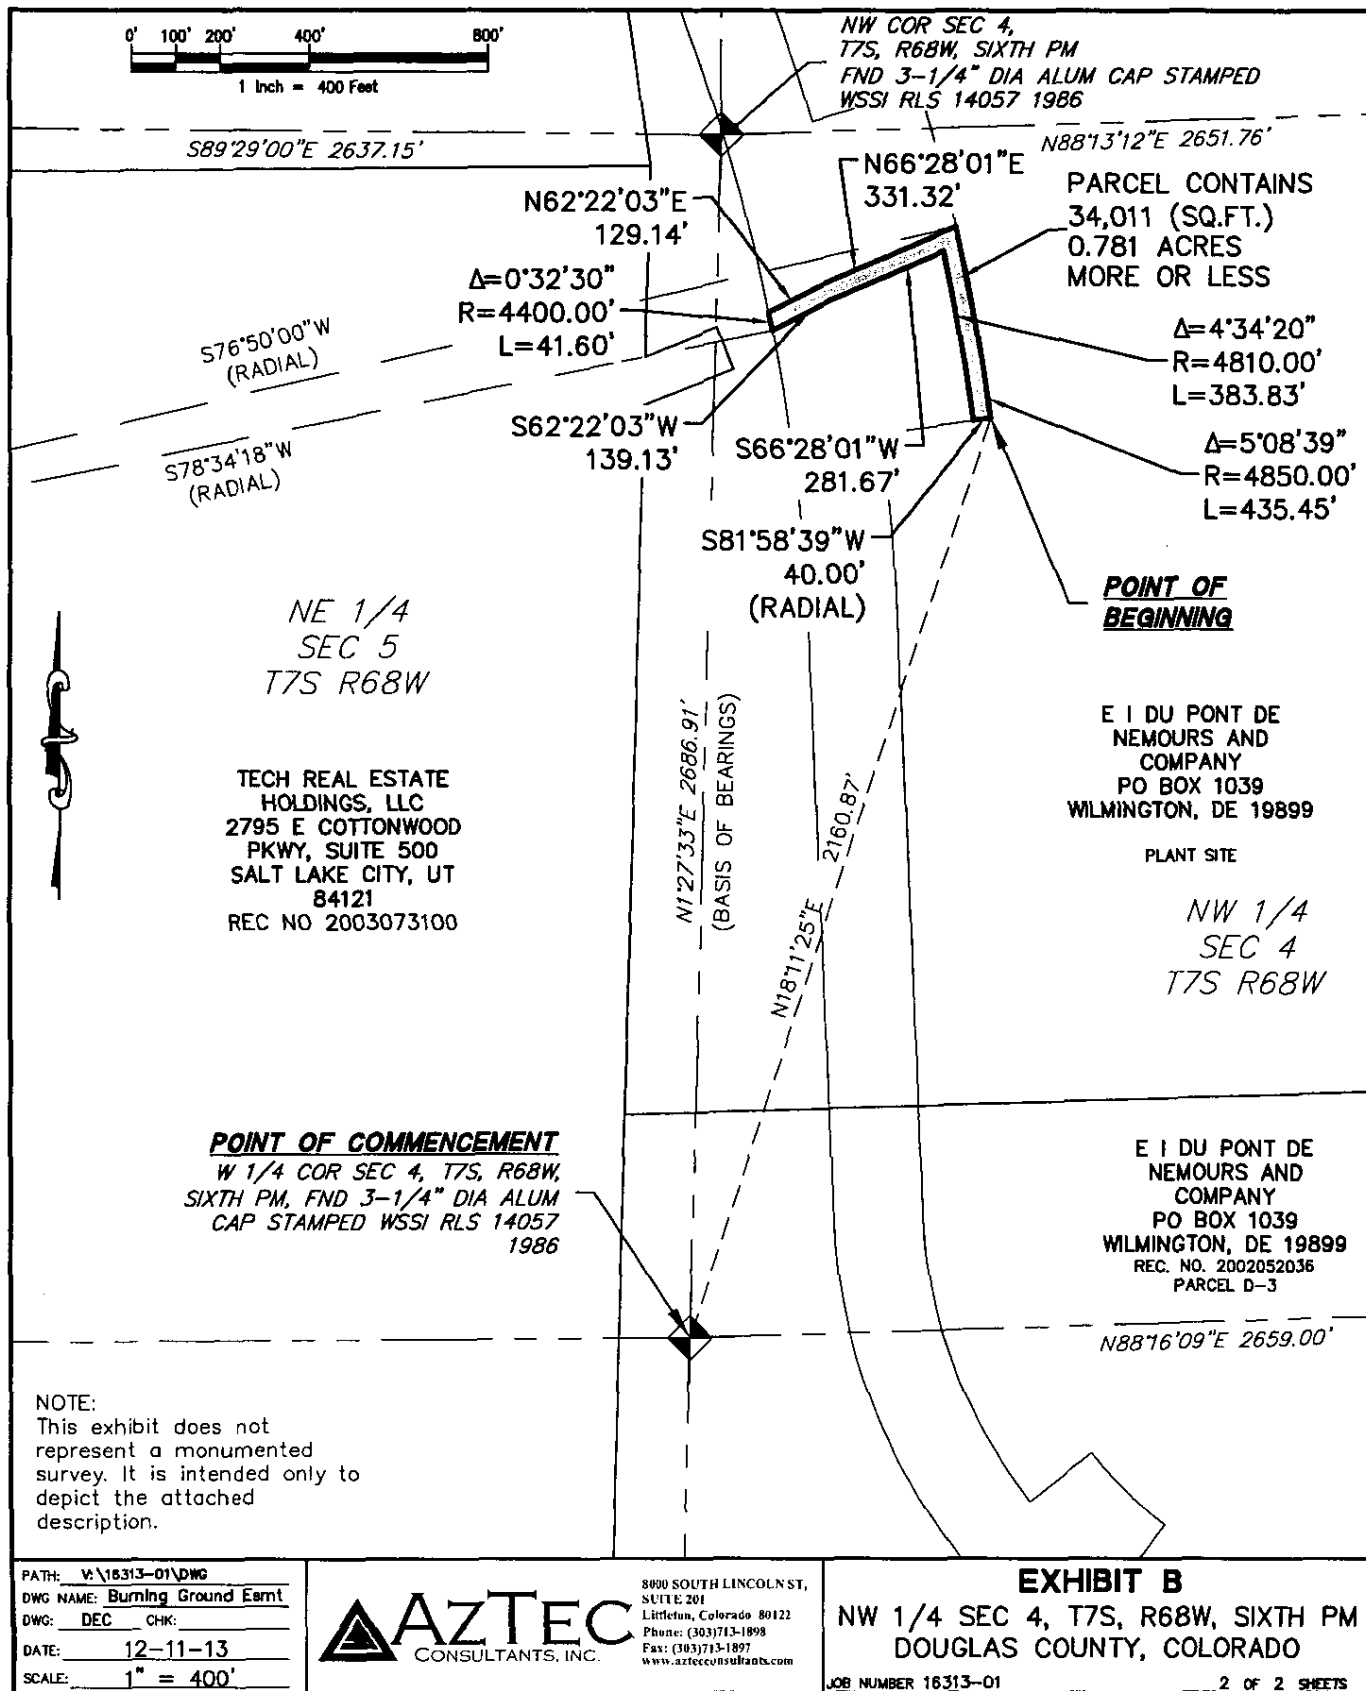 0' 100' 200' 400' 800'
1 Inch = 400 Feet
NW COR SEC 4,
T7S, R68W, SIXTH PM
FND 3-1/4" DIA ALUM CAP STAMPED
WSSI RLS 14057 1986
S89°29'00"E 2637.15'
N88°13'12"E 2651.76'
N66°28'01"E
331.32'
N62°22'03"E
129.14'
PARCEL CONTAINS
34,011 (SQ.FT.)
0.781 ACRES
MORE OR LESS
Δ=0°32'30"
R=4400.00'
L=41.60'
S76°50'00"W
(RADIAL)
S78°34'18"W
(RADIAL)
Δ=4°34'20"
R=4810.00'
L=383.83'
S62°22'03"W
139.13'
S66°28'01"W
281.67'
Δ=5°08'39"
R=4850.00'
L=435.45'
S81°58'39"W
40.00'
(RADIAL)
POINT OF
BEGINNING
NE 1/4
SEC 5
T7S R68W
TECH REAL ESTATE
HOLDINGS, LLC
2795 E COTTONWOOD
PKWY, SUITE 500
SALT LAKE CITY, UT
84121
REC NO 2003073100
N1°27'33"E 2686.91'
(BASIS OF BEARINGS)
N18°11'25"E 2160.87'
E I DU PONT DE
NEMOURS AND
COMPANY
PO BOX 1039
WILMINGTON, DE 19899
PLANT SITE
NW 1/4
SEC 4
T7S R68W
POINT OF COMMENCEMENT
W 1/4 COR SEC 4, T7S, R68W,
SIXTH PM, FND 3-1/4" DIA ALUM
CAP STAMPED WSSI RLS 14057
1986
E I DU PONT DE
NEMOURS AND
COMPANY
PO BOX 1039
WILMINGTON, DE 19899
REC. NO. 2002052036
PARCEL D-3
N88°16'09"E 2659.00'
NOTE:
This exhibit does not
represent a monumented
survey. It is intended only to
depict the attached
description.
PATH: V:\16313-01\DWG
DWG NAME: Burning Ground Esmt
DWG: DEC CHK:
DATE: 12-11-13
SCALE: 1" = 400'
AZTEC
CONSULTANTS, INC.
8000 SOUTH LINCOLN ST,
SUITE 201
Littleton, Colorado 80122
Phone: (303)713-1898
Fax: (303)713-1897
www.aztecconsultants.com
EXHIBIT B
NW 1/4 SEC 4, T7S, R68W, SIXTH PM
DOUGLAS COUNTY, COLORADO
JOB NUMBER 16313-01 2 OF 2 SHEETS